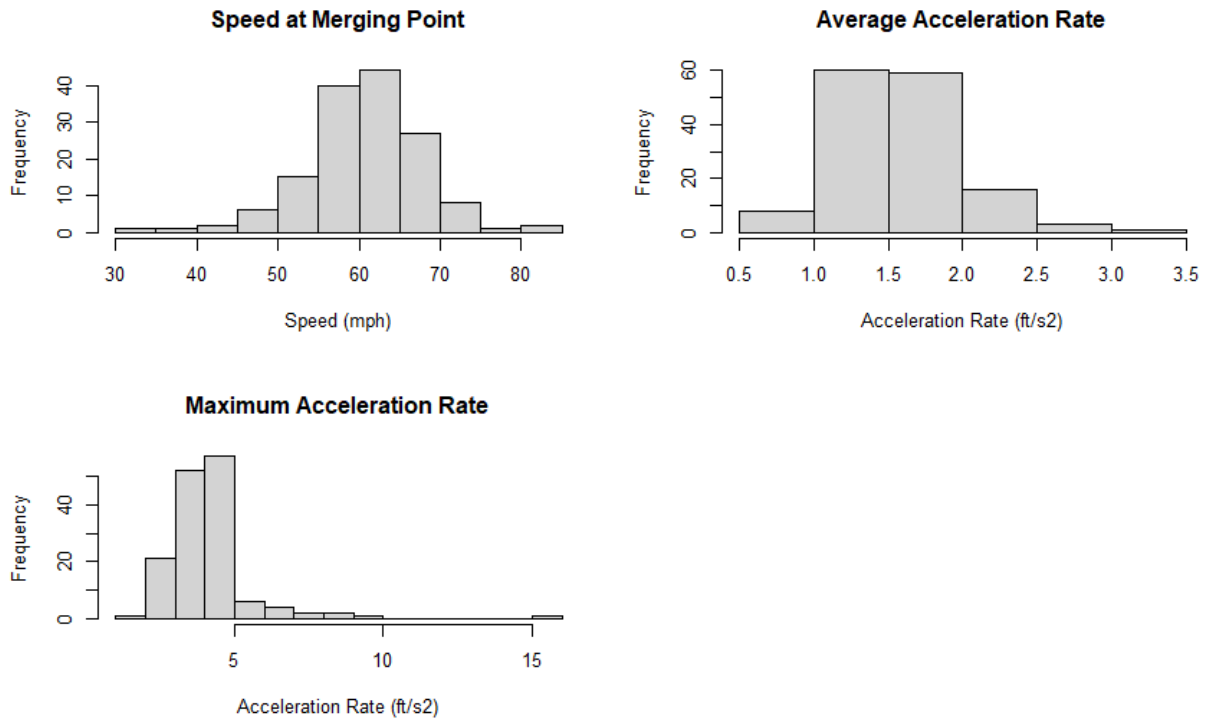 Speed at Merging Point
Frequency
0 10 20 30 40
30 40 50 60 70 80
Speed (mph)
Average Acceleration Rate
Frequency
0 20 40 60
0.5 1.0 1.5 2.0 2.5 3.0 3.5
Acceleration Rate (ft/s2)
Maximum Acceleration Rate
Frequency
0 20 40
5 10 15
Acceleration Rate (ft/s2)